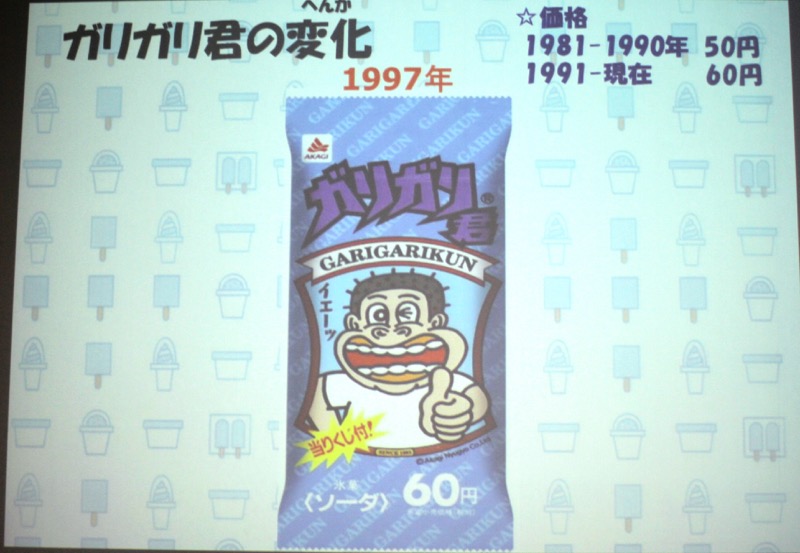 へんか
ガリガリ君の変化
☆価格
1981-1990年 50円
1991-現在 60円
1997年
GARIGARIKUN
AKAGI
ガリガリ君®
GARIGARIKUN
イエーッ
当りくじ付!
SINCE 1981
氷菓
〈ソーダ〉 60円